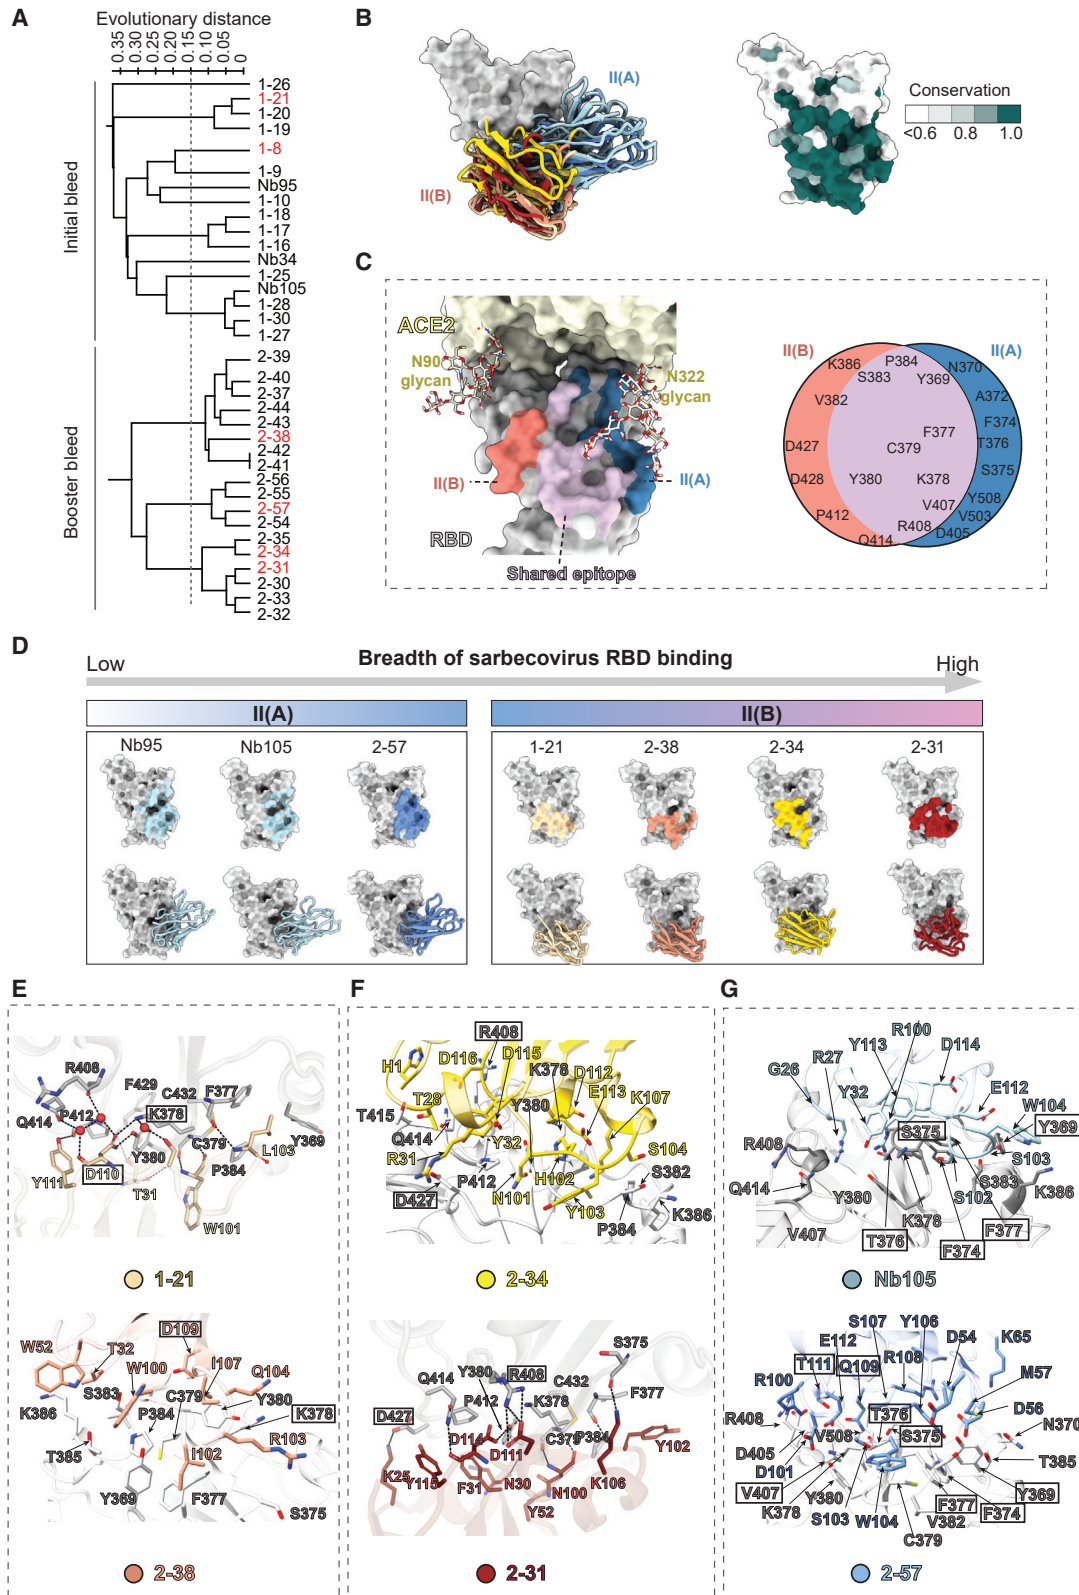 A
Evolutionary distance
0.35
0.30
0.25
0.20
0.15
0.10
0.05
0
Initial bleed
1-26
1-21
1-20
1-19
1-8
1-9
Nb95
1-10
1-18
1-17
1-16
Nb34
1-25
Nb105
1-28
1-30
1-27
Booster bleed
2-39
2-40
2-37
2-44
2-43
2-38
2-42
2-41
2-56
2-55
2-57
2-54
2-35
2-34
2-31
2-30
2-33
2-32
B
II(A)
II(B)
Conservation
<0.6 0.8 1.0
C
ACE2
N90
glycan
N322
glycan
II(B)
II(A)
RBD
Shared epitope
II(B)
II(A)
K386
P384
N370
S383
Y369
V382
A372
F374
F377
D427
C379
T376
S375
D428
Y380
K378
Y508
V407
P412
V503
R408
D405
Q414
D
Low
Breadth of sarbecovirus RBD binding
High
II(A)
II(B)
Nb95
Nb105
2-57
1-21
2-38
2-34
2-31
E
R408
F429
C432
F377
Q414
P412
K378
Y380
C379
Y369
L103
P384
Y111
D110
T31
W101
1-21
W52
T32
D109
W100
I107
Q104
S383
C379
Y380
K386
P384
K378
T385
I102
R103
Y369
F377
S375
2-38
F
R408
H1
D116
D115
K378
D112
E113
K107
T28
Y380
T415
Q414
Y32
S104
R31
H102
S382
P412
D427
N101
Y103
P384
K386
2-34
S375
Y380
R408
C432
Q414
P412
K378
F377
D427
D114
C379
P384
D111
Y102
K25
Y115
F31
N30
N100
K106
Y52
2-31
G
R100
Y113
D114
R27
G26
Y32
E112
W104
S375
Y369
R408
S103
S383
Q414
Y380
S102
K386
K378
V407
T376
F374
F377
Nb105
S107
Y106
E112
D54
K65
T111
Q109
R108
M57
R100
T376
D56
R408
V508
S375
N370
D405
T385
D101
V407
Y380
F377
Y369
K378
V382
F374
S103
W104
C379
2-57